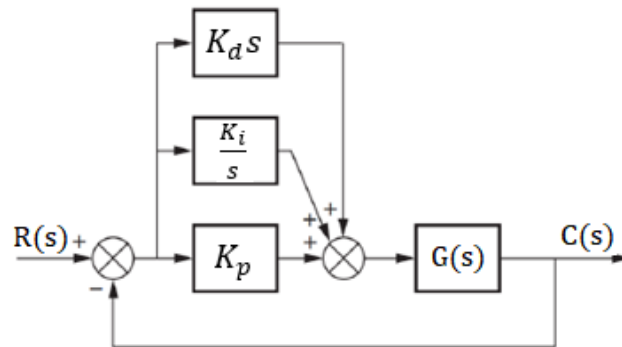 K_d s
+
K_i
s
+
+
R(s) +
K_p
+
G(s)
C(s)
−